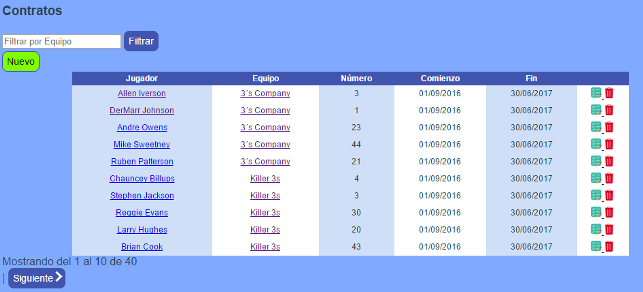 Contratos
Filtrar por Equipo Filtrar
Nuevo
Jugador Equipo Número Comienzo Fin
Allen Iverson 3´s Company 3 01/09/2016 30/06/2017
DerMarr Johnson 3´s Company 1 01/09/2016 30/06/2017
Andre Owens 3´s Company 23 01/09/2016 30/06/2017
Mike Sweetney 3´s Company 44 01/09/2016 30/06/2017
Ruben Patterson 3´s Company 21 01/09/2016 30/06/2017
Chauncey Billups Killer 3s 4 01/09/2016 30/06/2017
Stephen Jackson Killer 3s 3 01/09/2016 30/06/2017
Reggie Evans Killer 3s 30 01/09/2016 30/06/2017
Larry Hughes Killer 3s 20 01/09/2016 30/06/2017
Brian Cook Killer 3s 43 01/09/2016 30/06/2017
Mostrando del 1 al 10 de 40
| Siguiente